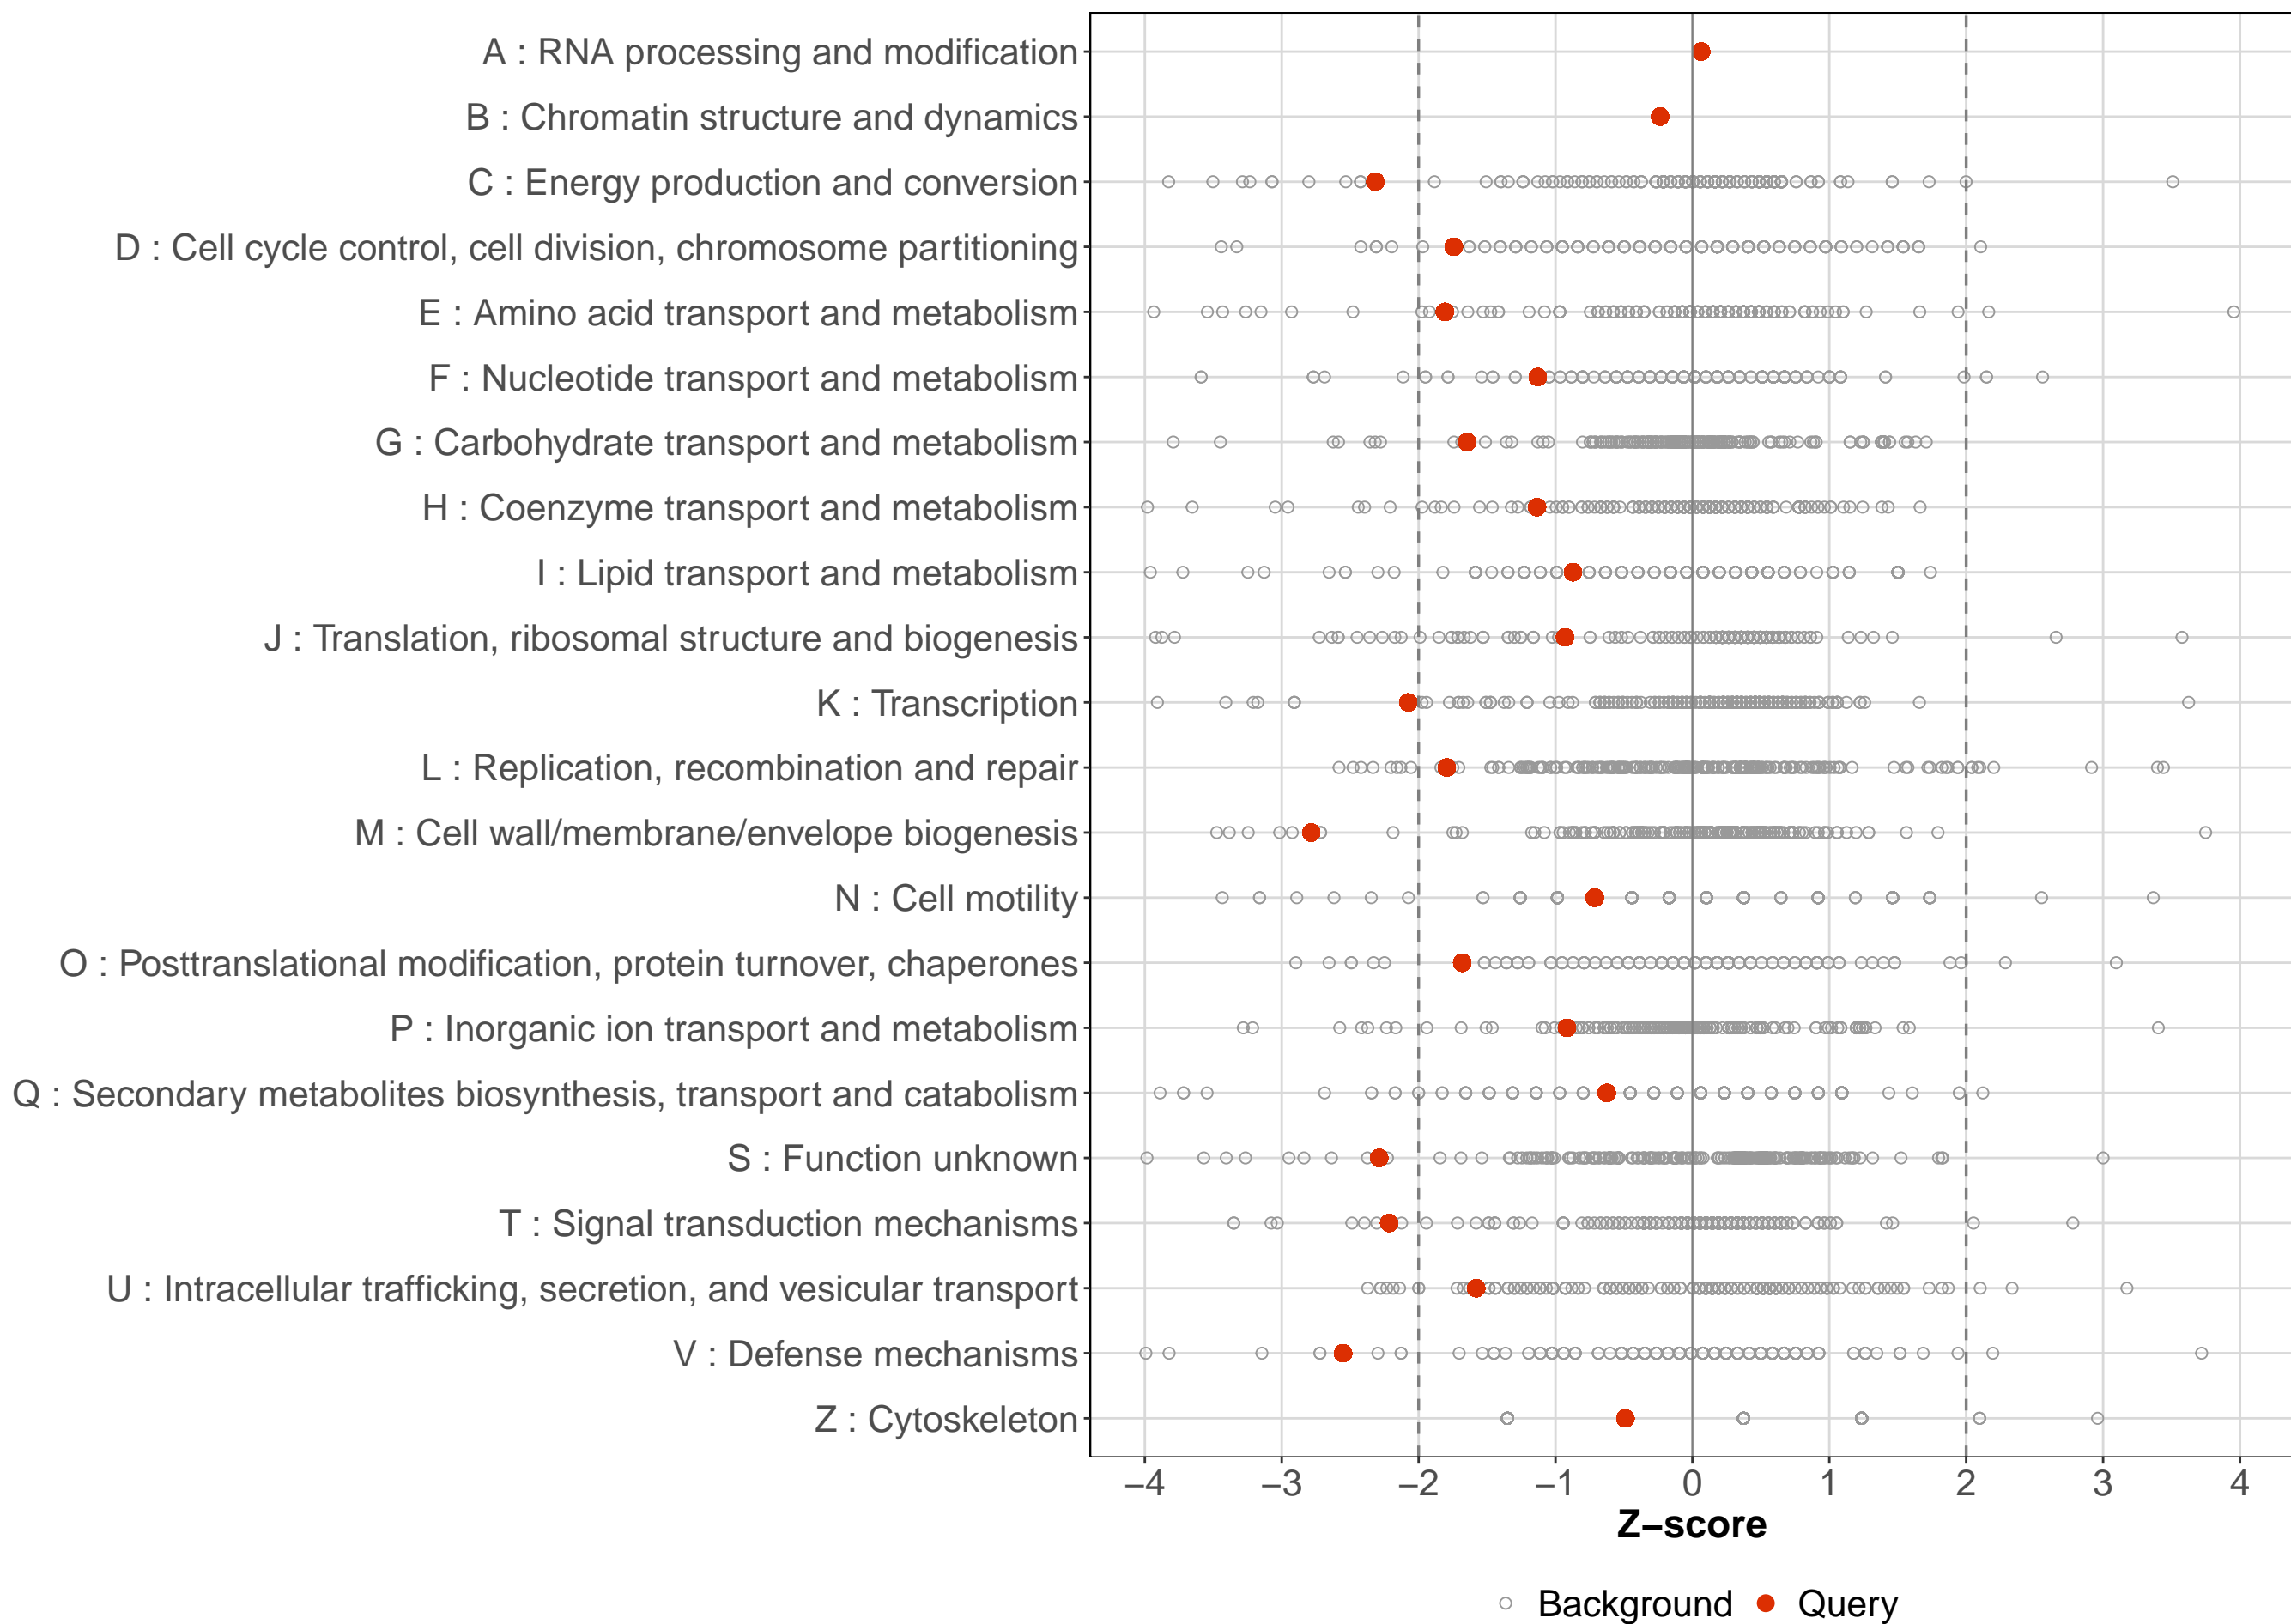 A : RNA processing and modification
B : Chromatin structure and dynamics
C : Energy production and conversion
D : Cell cycle control, cell division, chromosome partitioning
E : Amino acid transport and metabolism
F : Nucleotide transport and metabolism
G : Carbohydrate transport and metabolism
H : Coenzyme transport and metabolism
I : Lipid transport and metabolism
J : Translation, ribosomal structure and biogenesis
K : Transcription
L : Replication, recombination and repair
M : Cell wall/membrane/envelope biogenesis
N : Cell motility
O : Posttranslational modification, protein turnover, chaperones
P : Inorganic ion transport and metabolism
Q : Secondary metabolites biosynthesis, transport and catabolism
S : Function unknown
T : Signal transduction mechanisms
U : Intracellular trafficking, secretion, and vesicular transport
V : Defense mechanisms
Z : Cytoskeleton
−4 −3 −2 −1 0 1 2 3 4
Z−score
Background Query